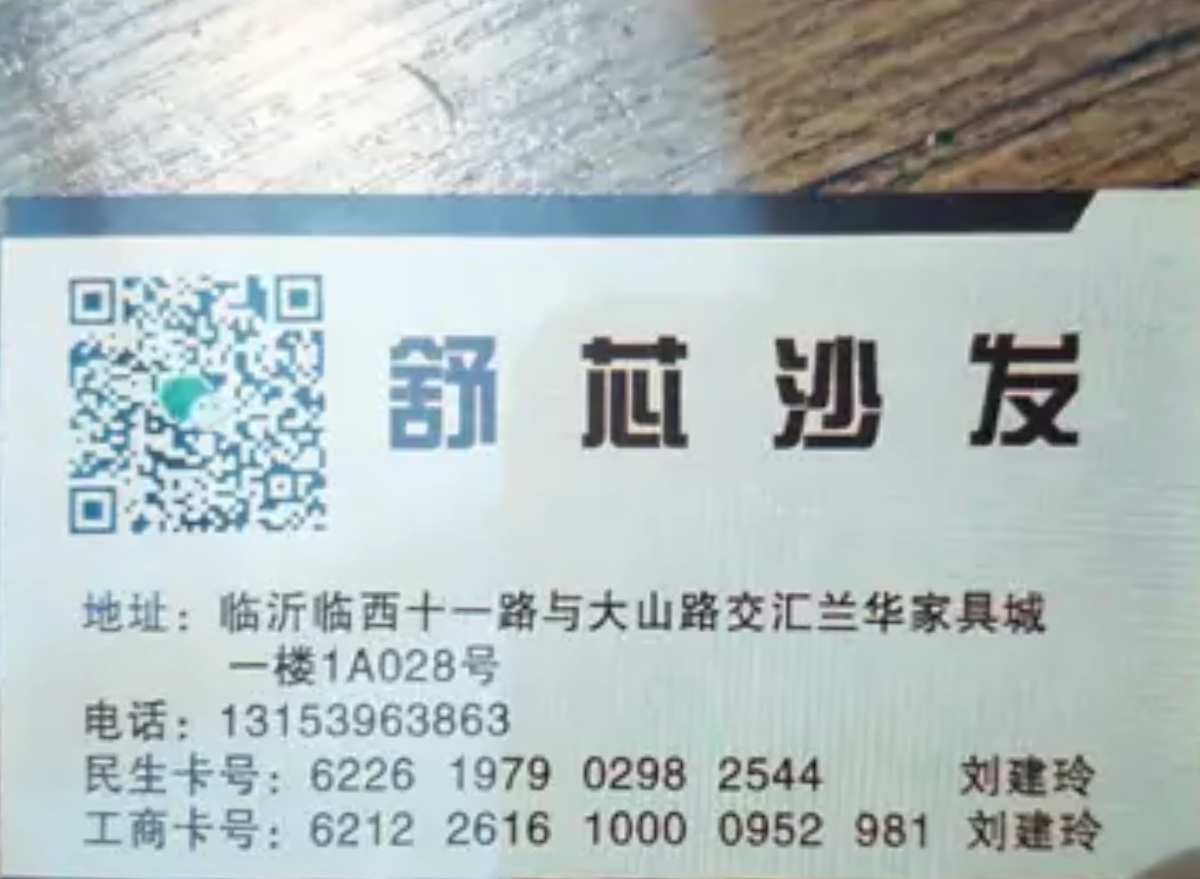 舒芯沙发
地址：临沂临西十一路与大山路交汇兰华家具城
一楼1A028号
电话：13153963863
民生卡号：6226 1979 0298 2544 刘建玲
工商卡号：6212 2616 1000 0952 981 刘建玲